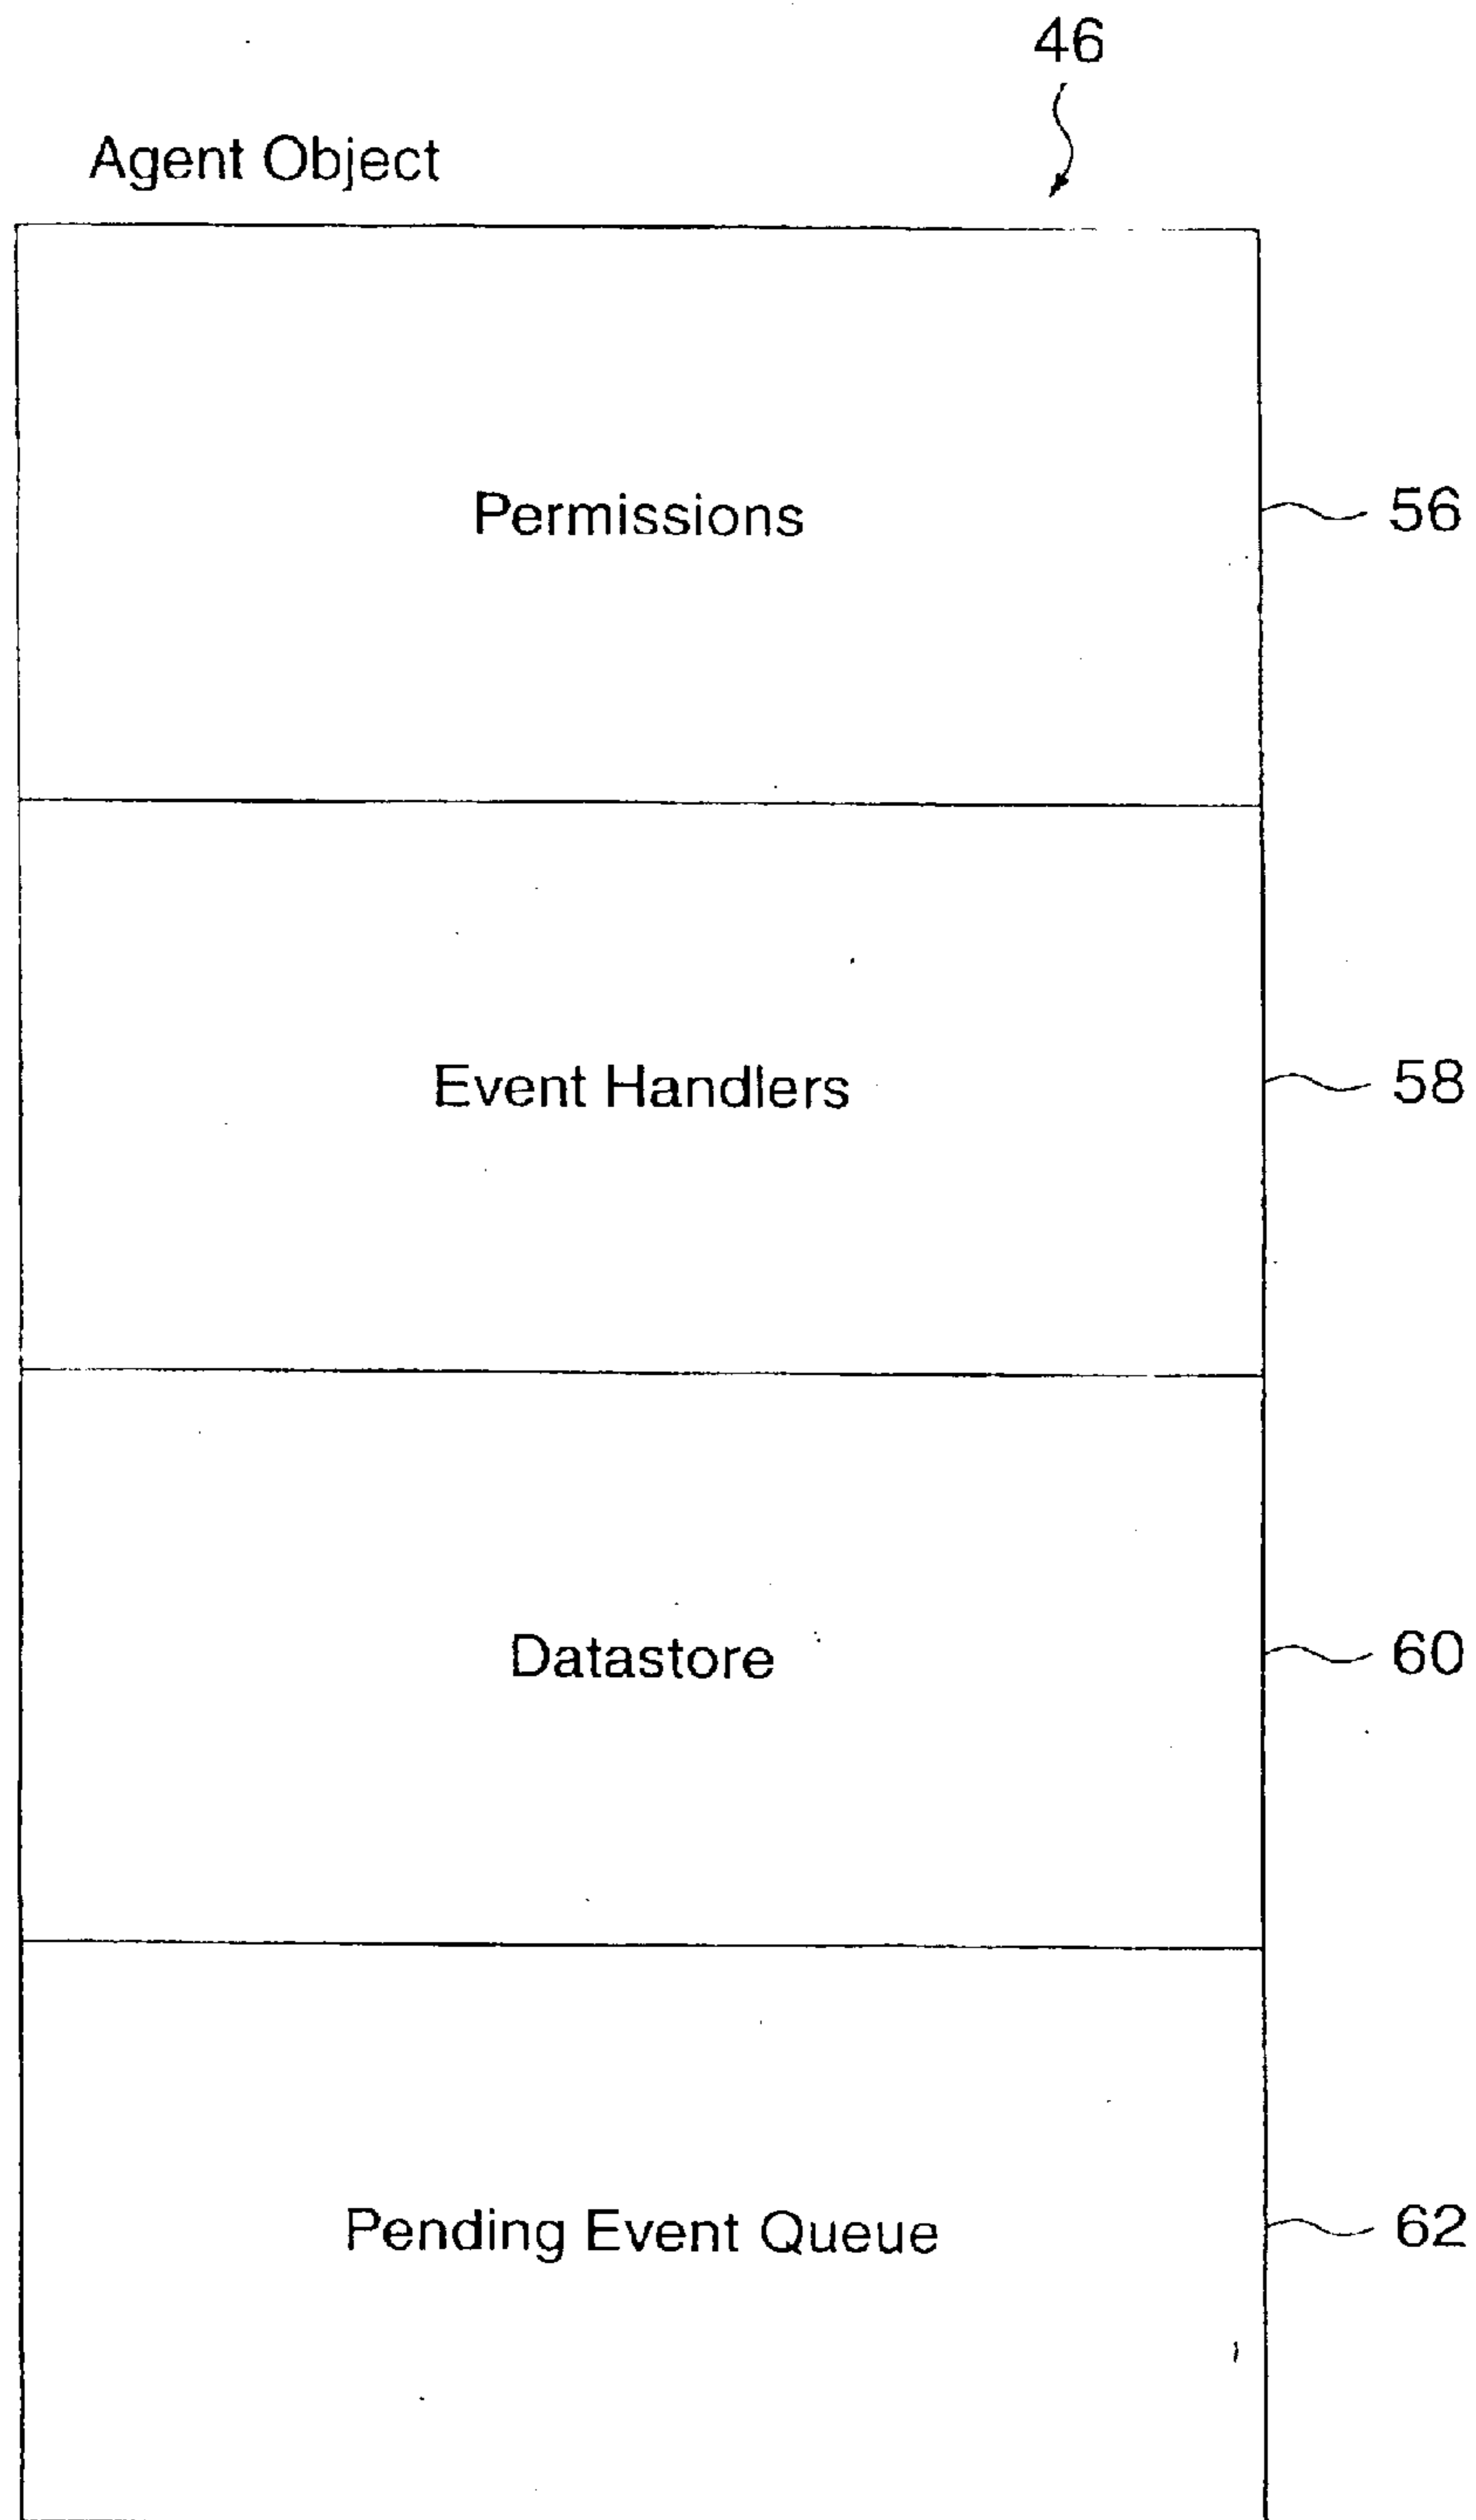 46
Agent Object
Permissions
56
Event Handlers
58
Datastore
60
Pending Event Queue
62